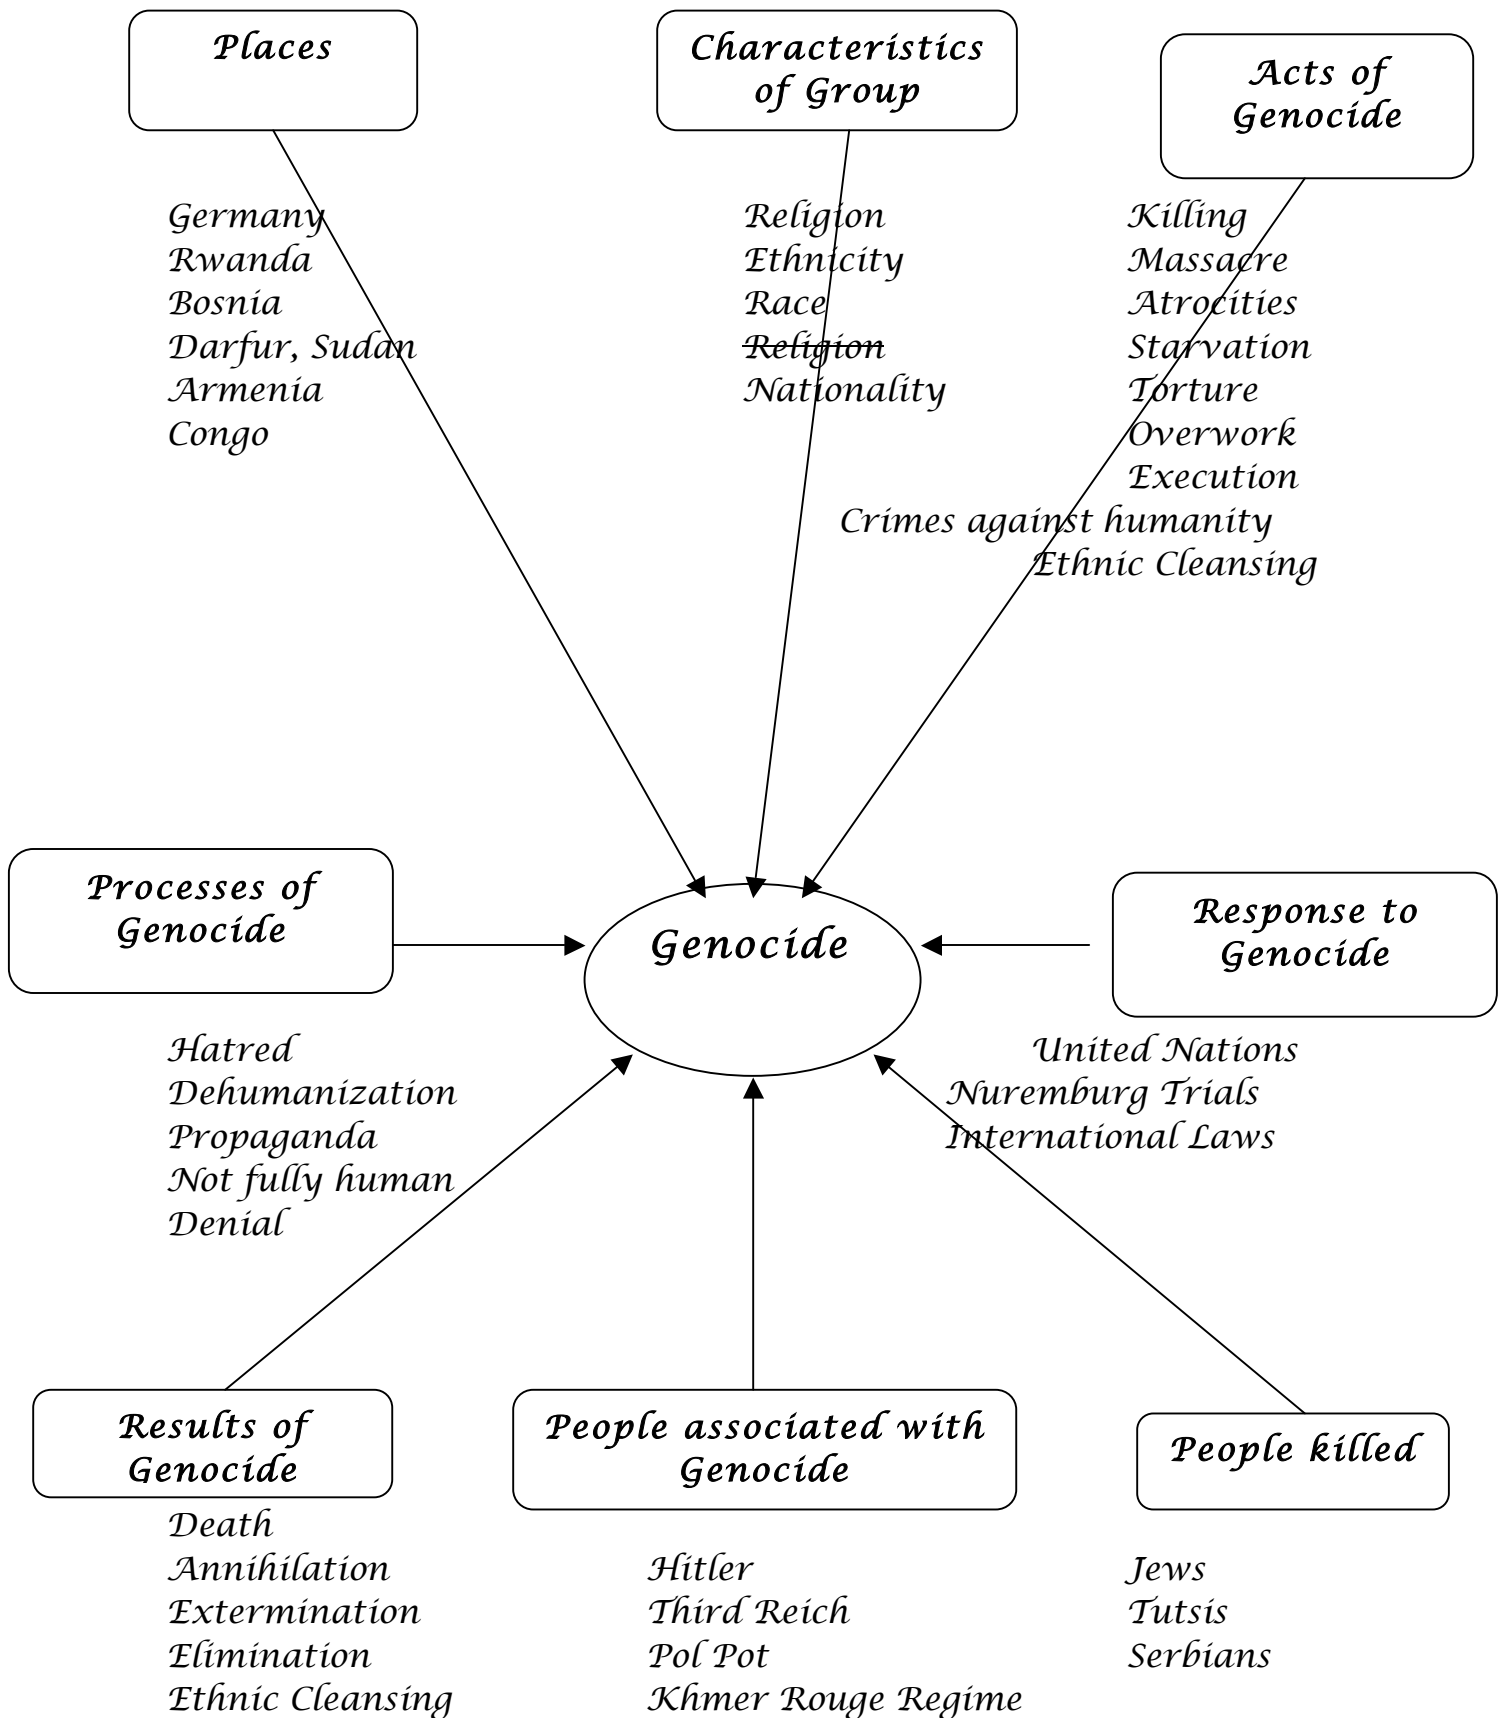 Places
Germany
Rwanda
Bosnia
Darfur, Sudan
Armenia
Congo
Characteristics
of Group
Religion
Ethnicity
Race
Religion
Nationality
Acts of
Genocide
Killing
Massacre
Atrocities
Starvation
Torture
Overwork
Execution
Crimes against humanity
Ethnic Cleansing
Processes of
Genocide
Hatred
Dehumanization
Propaganda
Not fully human
Denial
Genocide
Response to
Genocide
United Nations
Nuremburg Trials
International Laws
Results of
Genocide
Death
Annihilation
Extermination
Elimination
Ethnic Cleansing
People associated with
Genocide
Hitler
Third Reich
Pol Pot
Khmer Rouge Regime
People killed
Jews
Tutsis
Serbians